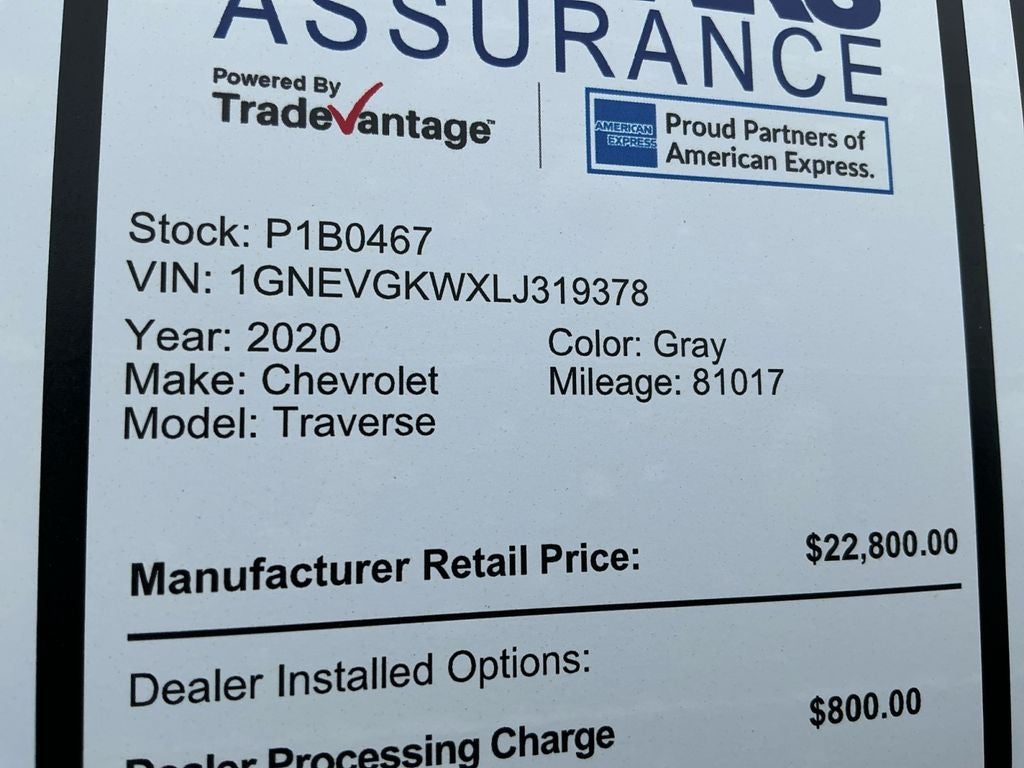 ASSURANCE
Powered By
TradeVantage™
AMERICAN
EXPRESS
Proud Partners of
American Express.
Stock: P1B0467
VIN: 1GNEVGKWXLJ319378
Year: 2020
Color: Gray
Make: Chevrolet
Mileage: 81017
Model: Traverse
Manufacturer Retail Price: $22,800.00
Dealer Installed Options:
Dealer Processing Charge $800.00